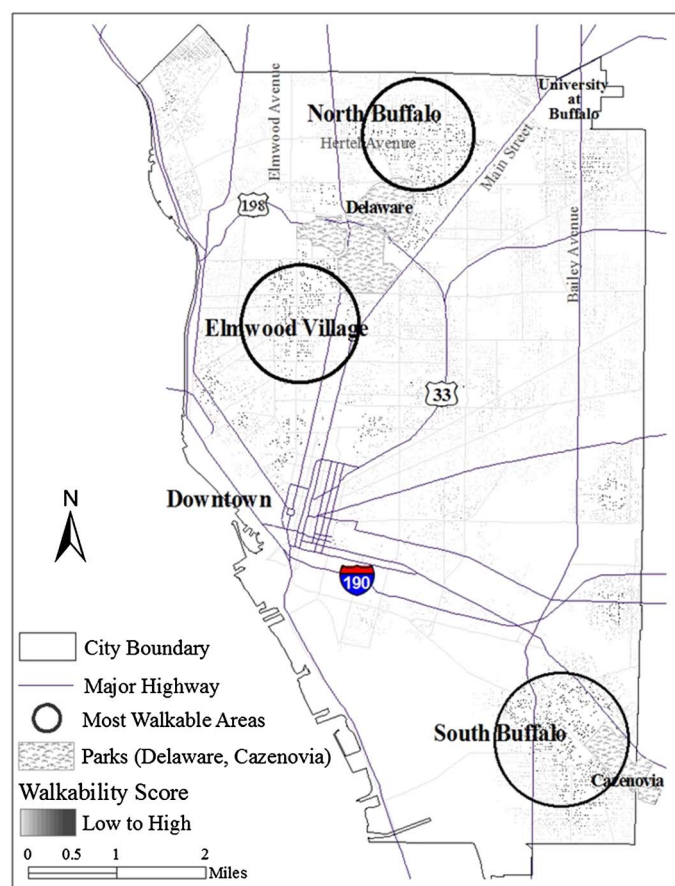 University
at
Buffalo
North Buffalo
Hertel Avenue
Elmwood Avenue
Main Street
Delaware
198
Bailey Avenue
Elmwood Village
33
Downtown
N
190
South Buffalo
Cazenovia
City Boundary
Major Highway
Most Walkable Areas
Parks (Delaware, Cazenovia)
Walkability Score
Low to High
0 0.5 1 2
Miles